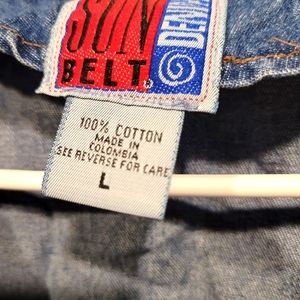 SUN
BELT
DENIM
100% COTTON
MADE IN
COLOMBIA
SEE REVERSE FOR CARE
L